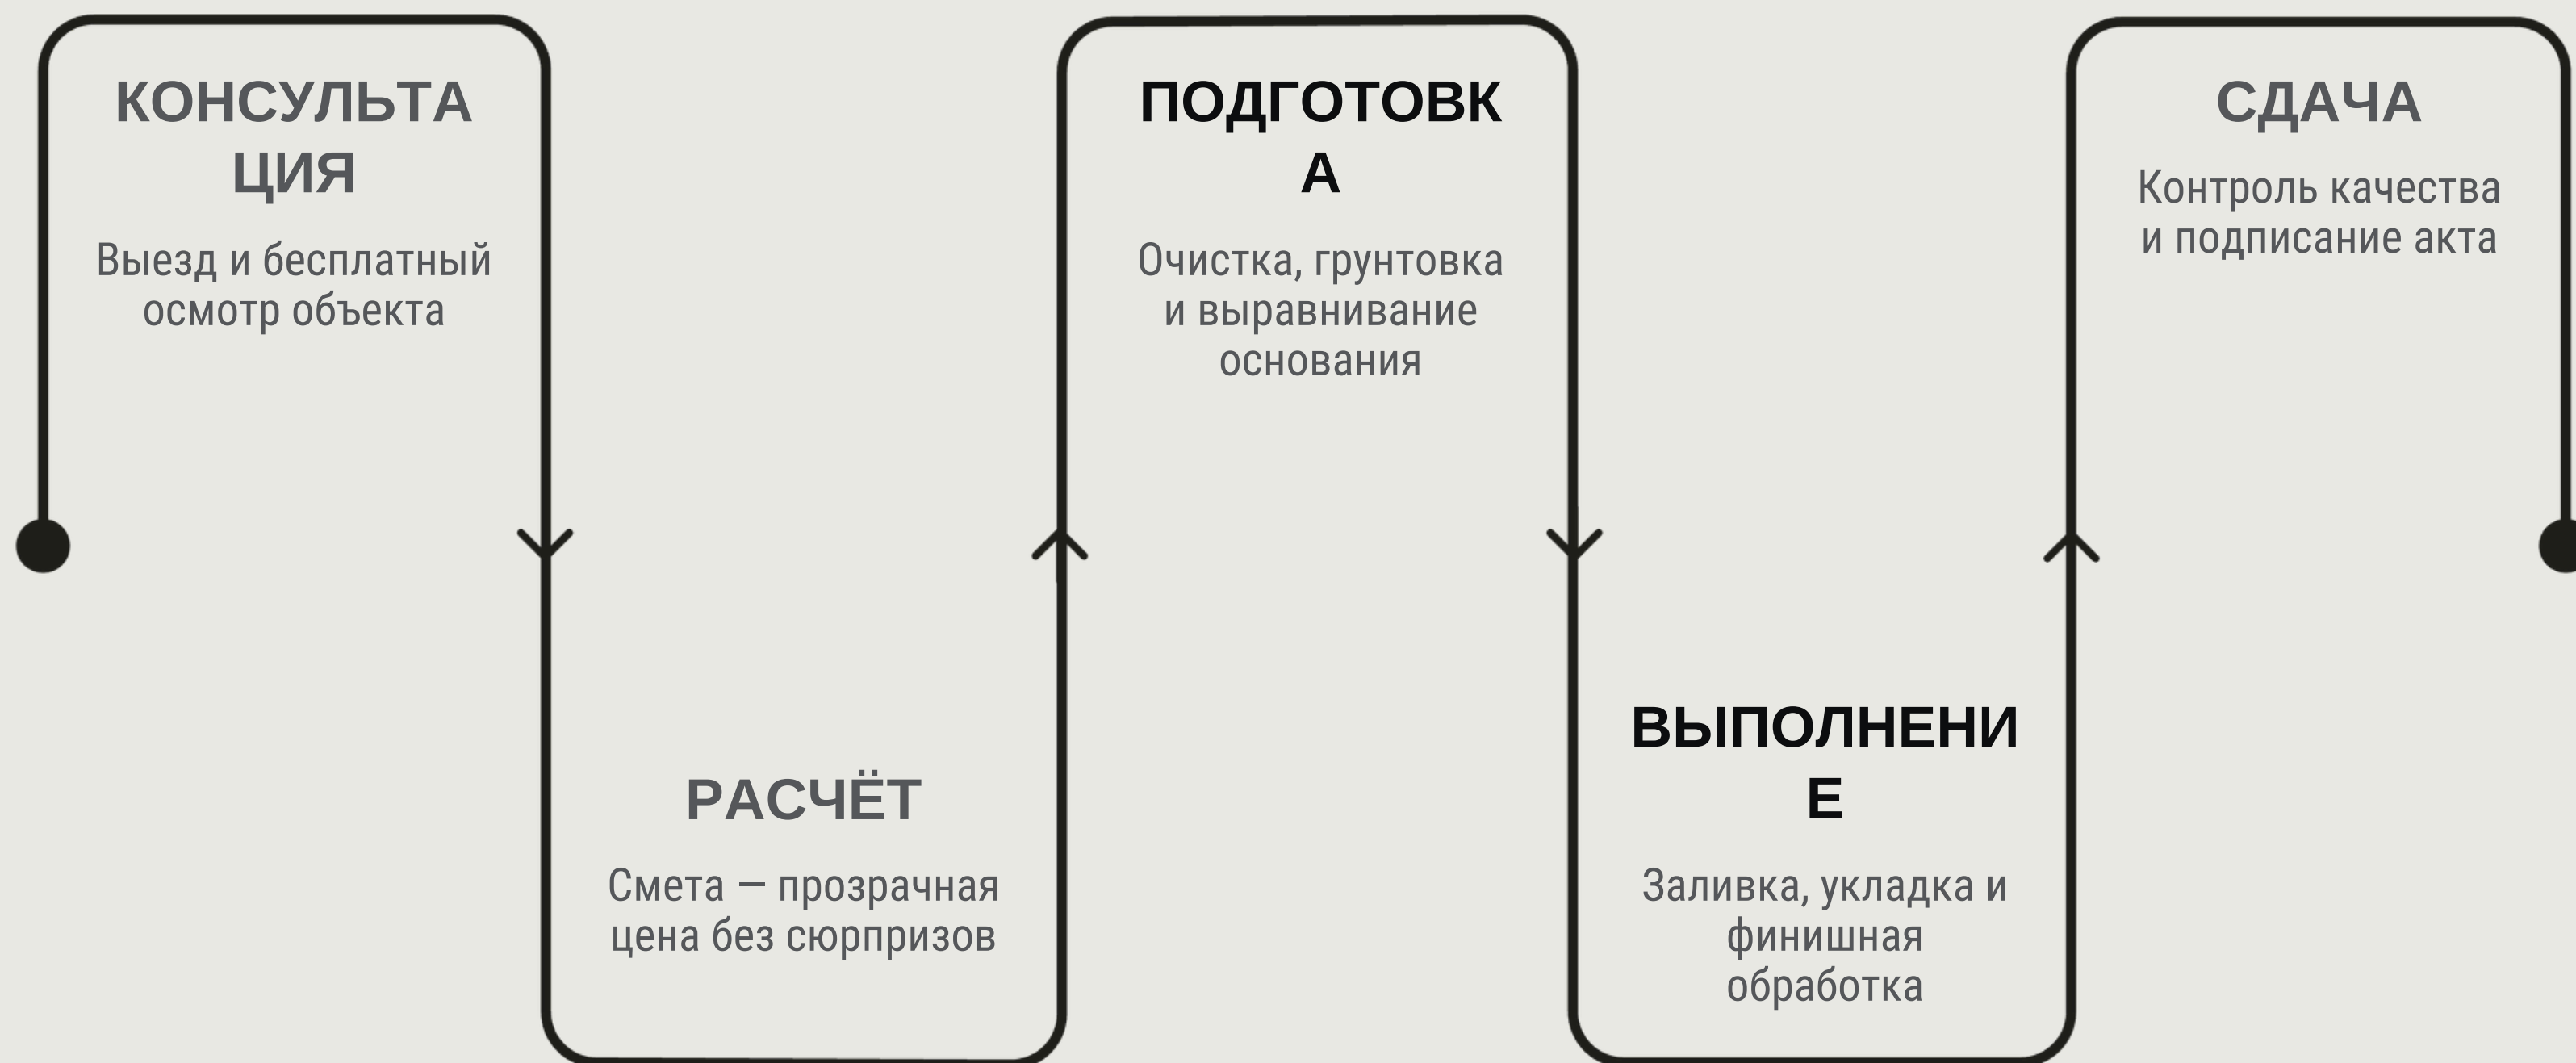 КОНСУЛЬТА
ЦИЯ
Выезд и бесплатный
осмотр объекта
РАСЧЁТ
Смета — прозрачная
цена без сюрпризов
ПОДГОТОВК
А
Очистка, грунтовка
и выравнивание
основания
ВЫПОЛНЕНИ
Е
Заливка, укладка и
финишная
обработка
СДАЧА
Контроль качества
и подписание акта